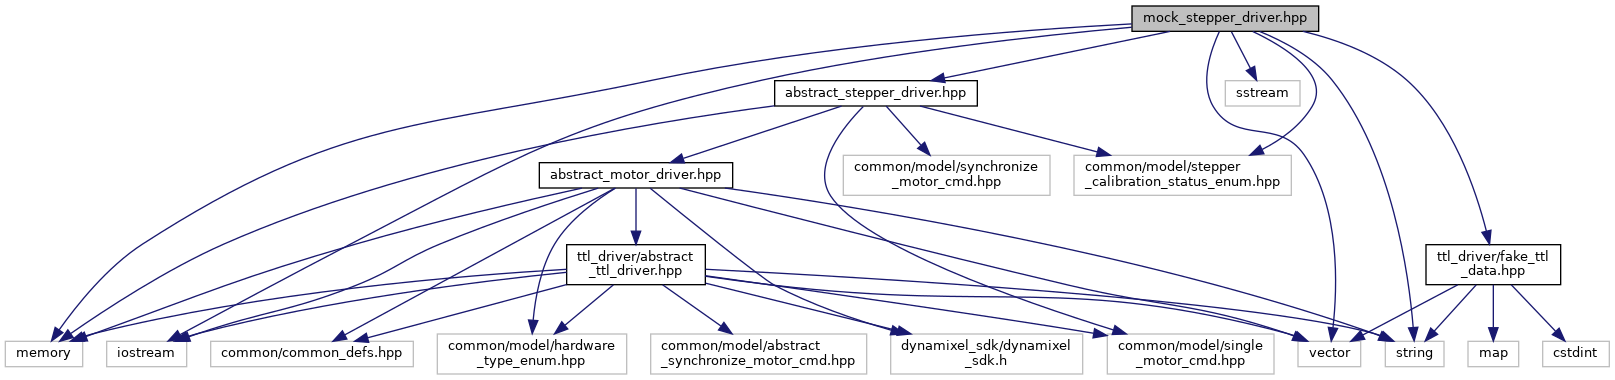 mock_stepper_driver.hpp
abstract_stepper_driver.hpp
sstream
abstract_motor_driver.hpp
common/model/synchronize
_motor_cmd.hpp
common/model/stepper
_calibration_status_enum.hpp
ttl_driver/abstract
_ttl_driver.hpp
ttl_driver/fake_ttl
_data.hpp
memory
iostream
common/common_defs.hpp
common/model/hardware
_type_enum.hpp
common/model/abstract
_synchronize_motor_cmd.hpp
dynamixel_sdk/dynamixel
_sdk.h
common/model/single
_motor_cmd.hpp
vector
string
map
cstdint